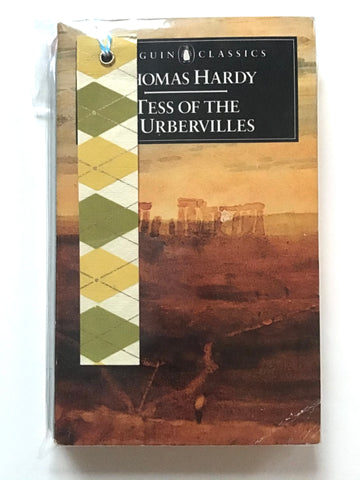 GUIN CLASSICS
HOMAS HARDY
TESS OF THE
URBERVILLES